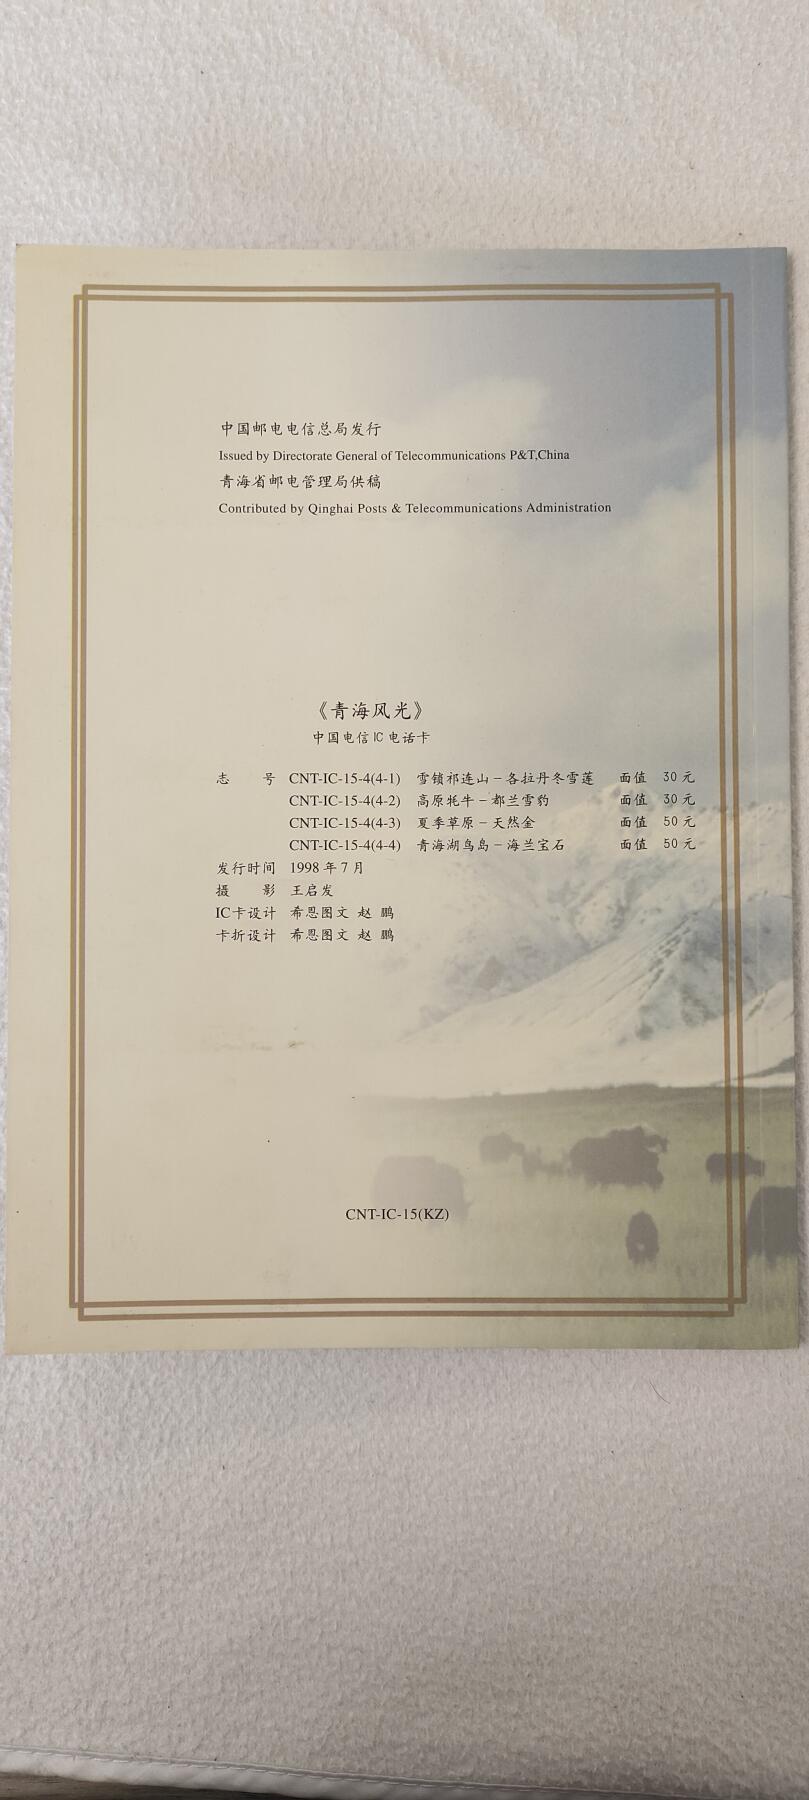 中国邮电电信总局发行
Issued by Directorate General of Telecommunications P&T,China
青海省邮电管理局供稿
Contributed by Qinghai Posts & Telecommunications Administration
《青海风光》
中国电信IC电话卡
志 号 CNT-IC-15-4(4-1) 雪锁祁连山－各拉丹冬雪莲 面值 30元
CNT-IC-15-4(4-2) 高原牦牛－都兰雪豹 面值 30元
CNT-IC-15-4(4-3) 夏季草原－天然金 面值 50元
CNT-IC-15-4(4-4) 青海湖鸟岛－海兰宝石 面值 50元
发行时间 1998年7月
摄 影 王启发
IC卡设计 希恩图文 赵 鹏
卡折设计 希恩图文 赵 鹏
CNT-IC-15(KZ)